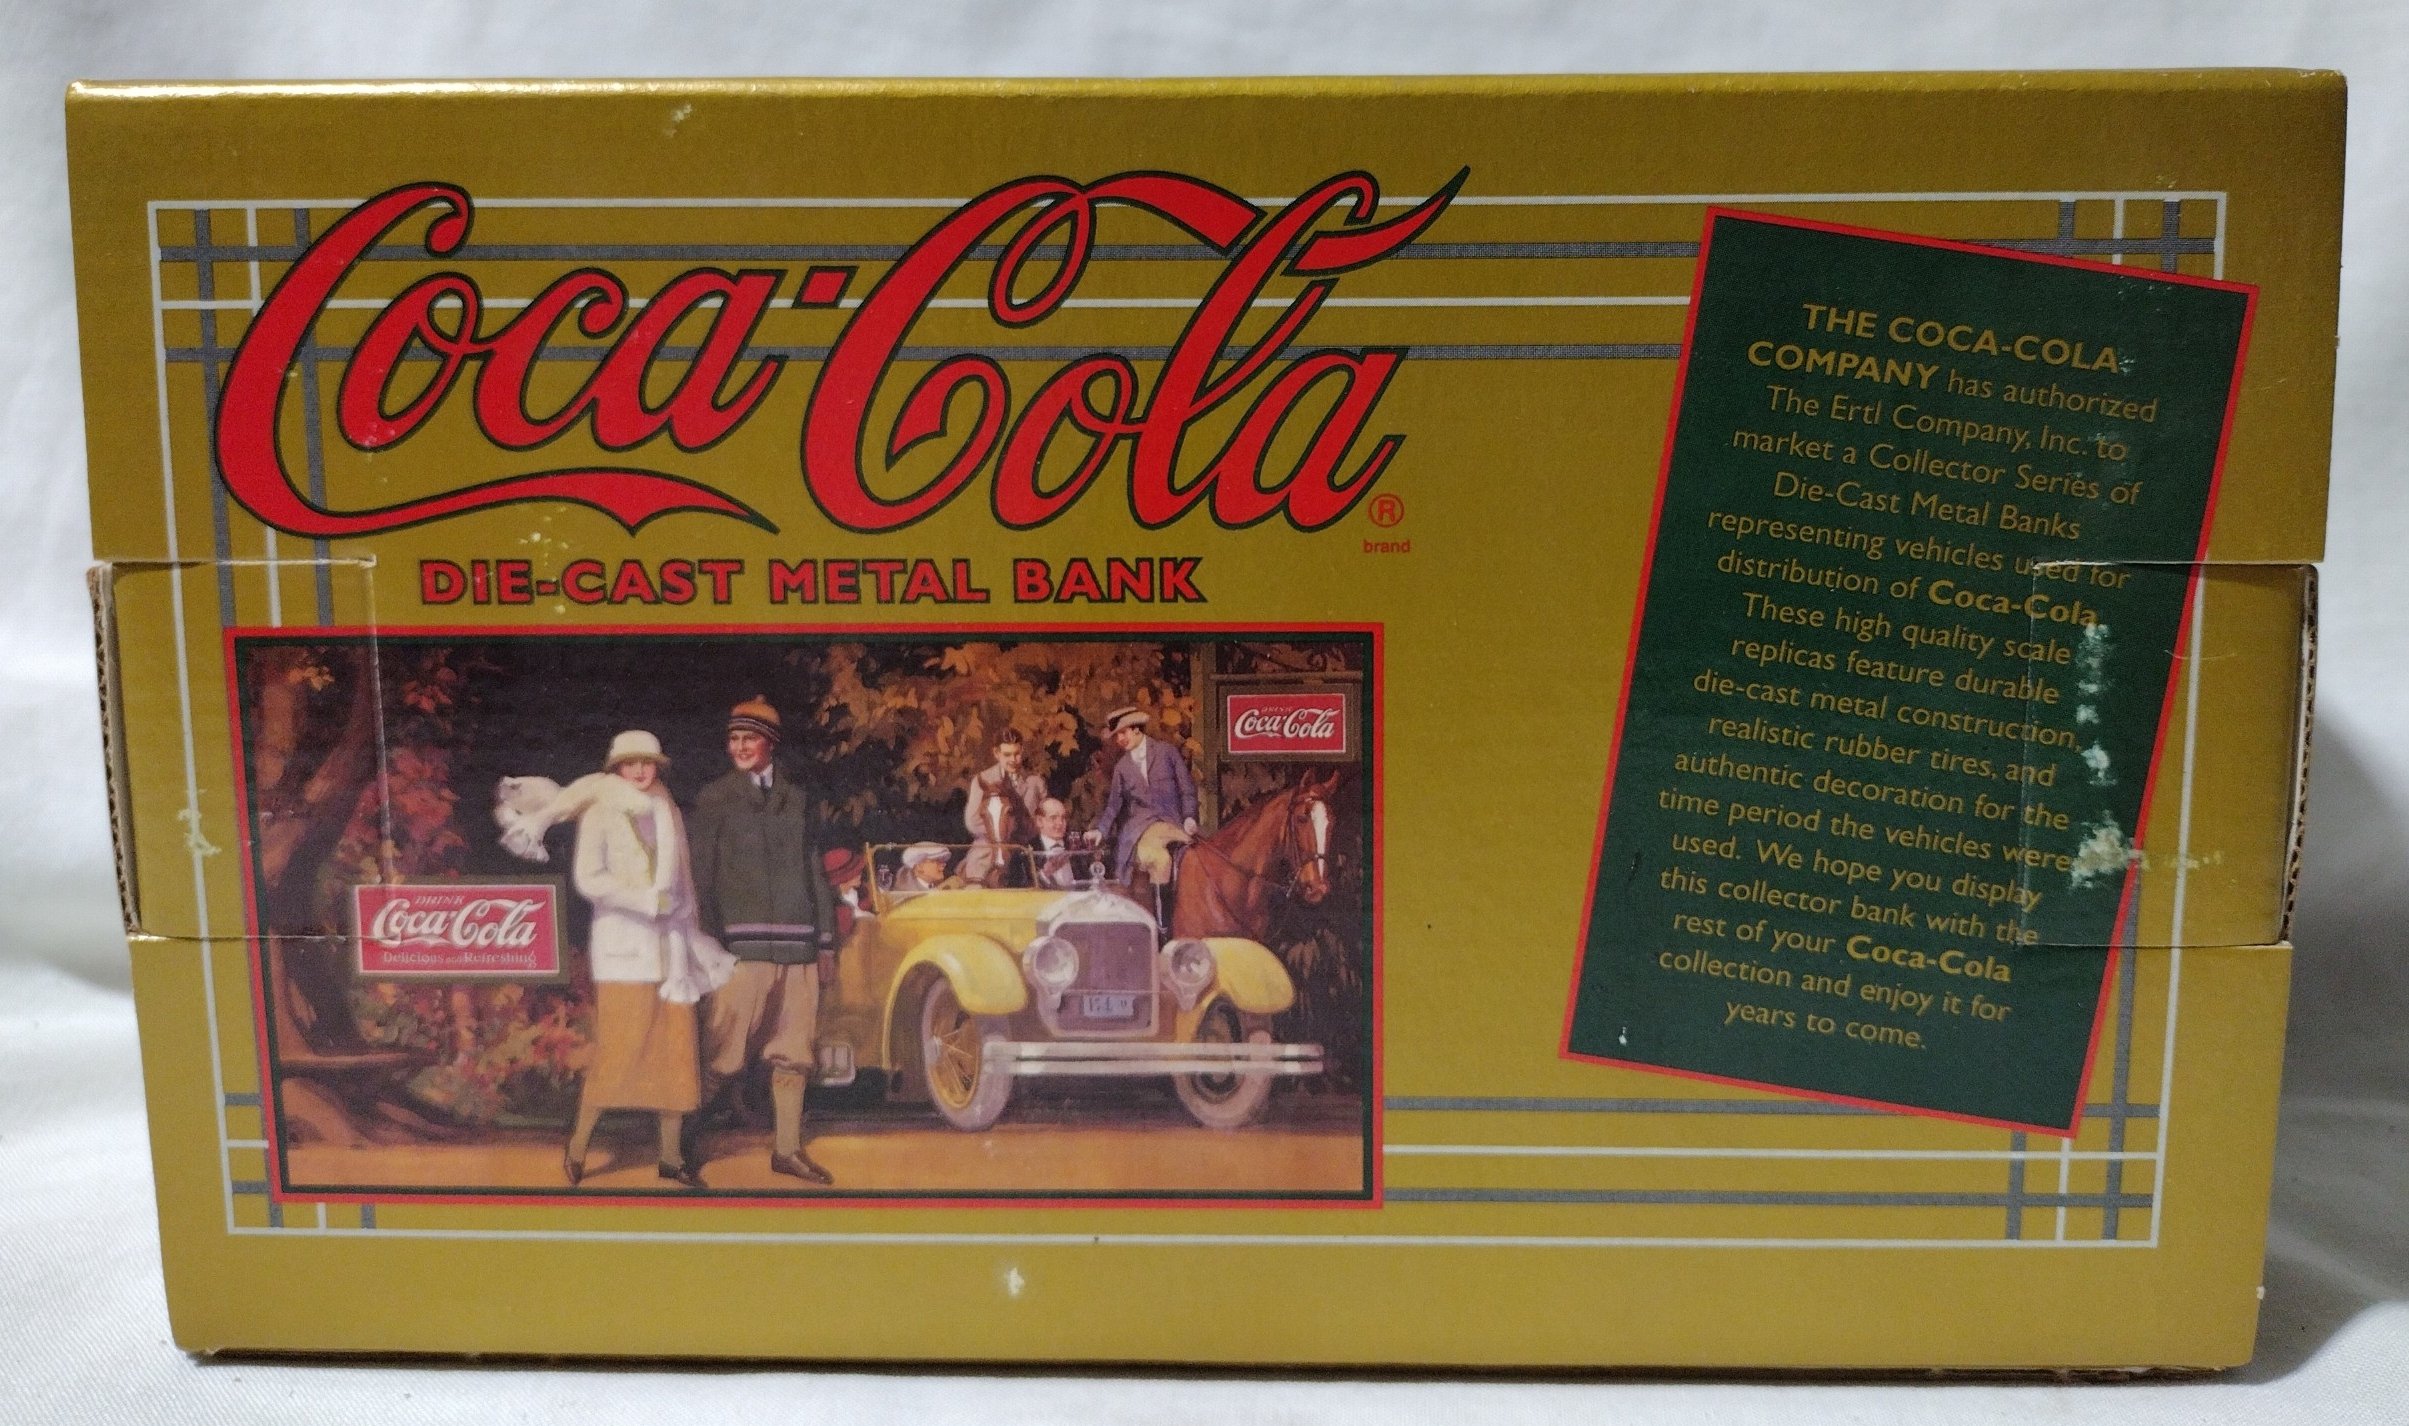 Coca-Cola
®
brand
DIE-CAST METAL BANK
DRINK
Coca-Cola
DRINK
Coca-Cola
Delicious and Refreshing
THE COCA-COLA
COMPANY has authorized
The Ertl Company, Inc. to
market a Collector Series of
Die-Cast Metal Banks
representing vehicles used for
distribution of Coca-Cola.
These high quality scale
replicas feature durable
die-cast metal construction,
realistic rubber tires, and
authentic decoration for the
time period the vehicles were
used. We hope you display
this collector bank with the
rest of your Coca-Cola
collection and enjoy it for
years to come.